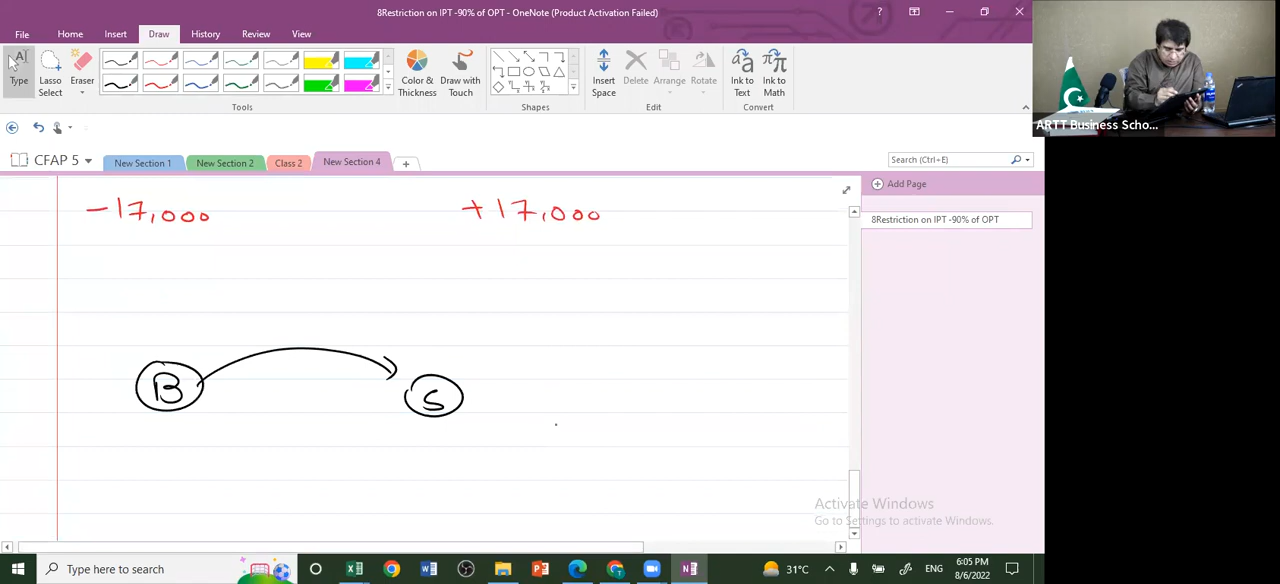 8Restriction on IPT -90% of OPT - OneNote (Product Activation Failed)
?
File Home Insert Draw History Review View
Type
Lasso Select
Eraser
Color & Thickness
Draw with Touch
Insert Space
Delete
Arrange
Rotate
Ink to Text
Ink to Math
Tools
Shapes
Edit
Convert
ARTT Business Scho...
CFAP 5
New Section 1
New Section 2
Class 2
New Section 4
Search (Ctrl+E)
Add Page
8Restriction on IPT -90% of OPT
-17,000 +17,000
B S
Activate Windows
Go to Settings to activate Windows.
Type here to search
31°C
ENG
6:05 PM
8/6/2022